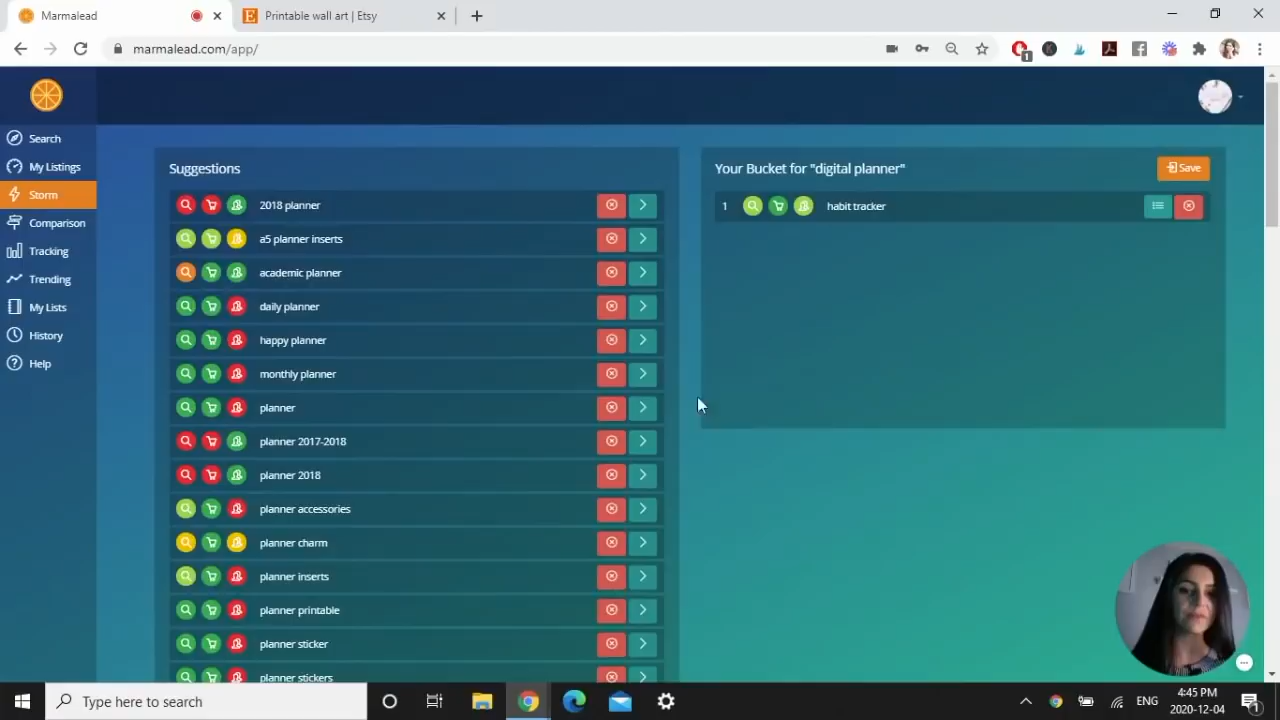 Marmalead
Printable wall art | Etsy
marmalead.com/app/
1
Search
My Listings
Storm
Comparison
Tracking
Trending
My Lists
History
Help
Suggestions
2018 planner
a5 planner inserts
academic planner
daily planner
happy planner
monthly planner
planner
planner 2017-2018
planner 2018
planner accessories
planner charm
planner inserts
planner printable
planner sticker
planner stickers
Your Bucket for "digital planner"
Save
1 habit tracker
Type here to search
ENG
4:45 PM
2020-12-04
1